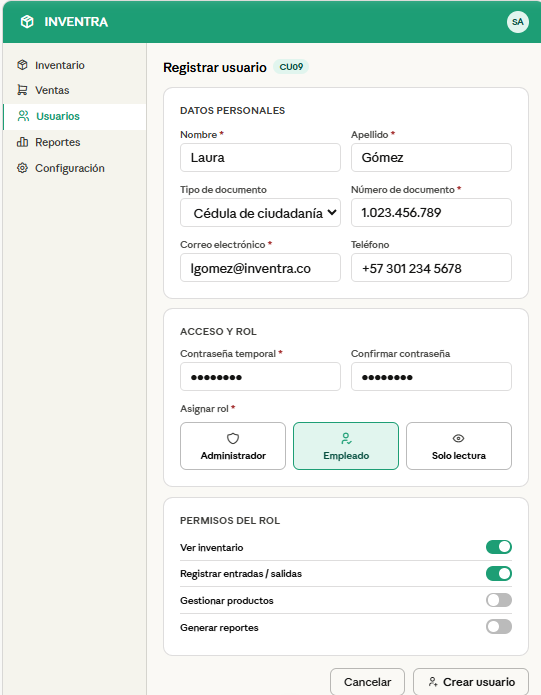 INVENTRA
SA
Inventario
Ventas
Usuarios
Reportes
Configuración
Registrar usuario CU09
DATOS PERSONALES
Nombre * Apellido *
Laura Gómez
Tipo de documento Número de documento *
Cédula de ciudadanía 1.023.456.789
Correo electrónico * Teléfono
lgomez@inventra.co +57 301 234 5678
ACCESO Y ROL
Contraseña temporal * Confirmar contraseña
•••••••• ••••••••
Asignar rol *
Administrador Empleado Solo lectura
PERMISOS DEL ROL
Ver inventario
Registrar entradas / salidas
Gestionar productos
Generar reportes
Cancelar Crear usuario